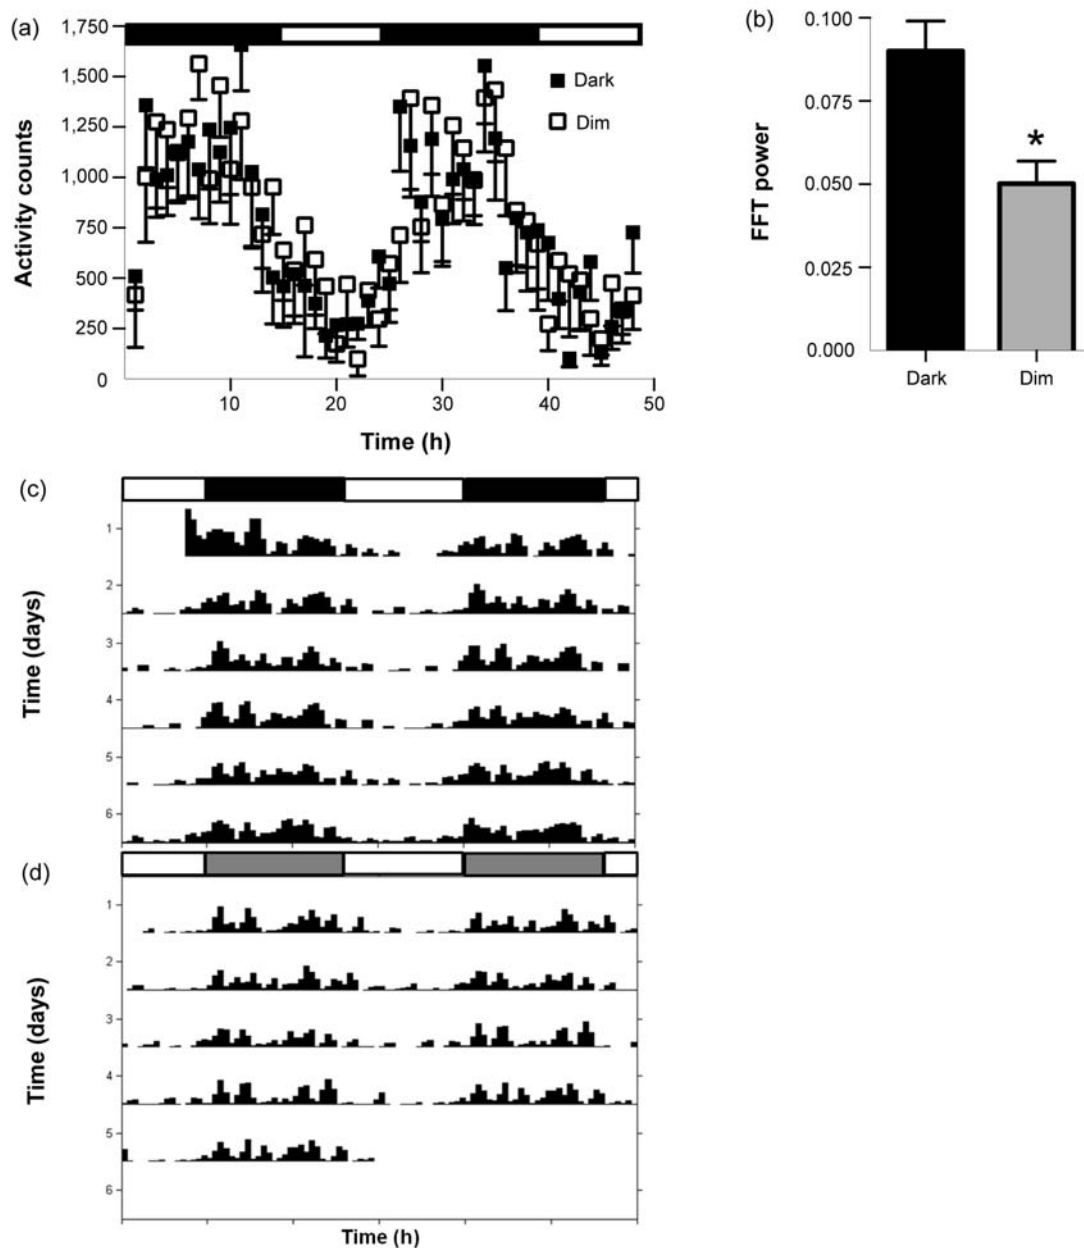 (a)
1,750
1,500
1,250
1,000
750
500
250
0
Activity counts
Dark
Dim
10
20
30
40
50
Time (h)
(b)
0.100
0.075
0.050
0.025
0.000
FFT power
*
Dark
Dim
(c)
1
2
3
4
5
6
Time (days)
(d)
1
2
3
4
5
6
Time (days)
Time (h)